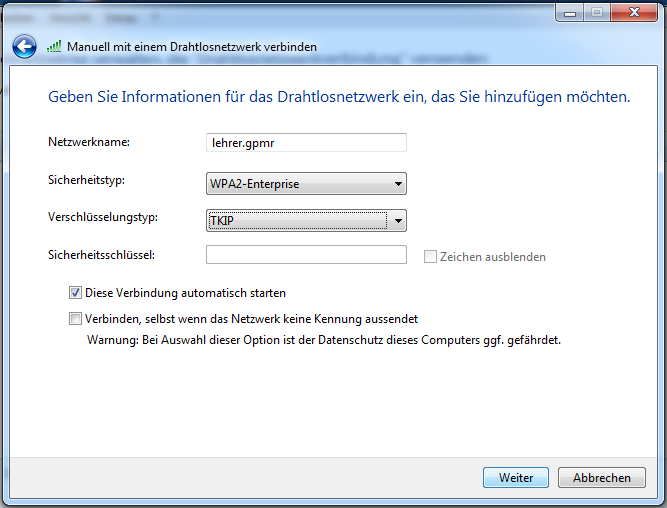 Manuell mit einem Drahtlosnetzwerk verbinden
Geben Sie Informationen für das Drahtlosnetzwerk ein, das Sie hinzufügen möchten.
Netzwerkname:
lehrer.gpmr
Sicherheitstyp:
WPA2-Enterprise
Verschlüsselungstyp:
TKIP
Sicherheitsschlüssel:
Zeichen ausblenden
Diese Verbindung automatisch starten
Verbinden, selbst wenn das Netzwerk keine Kennung aussendet
Warnung: Bei Auswahl dieser Option ist der Datenschutz dieses Computers ggf. gefährdet.
Weiter
Abbrechen